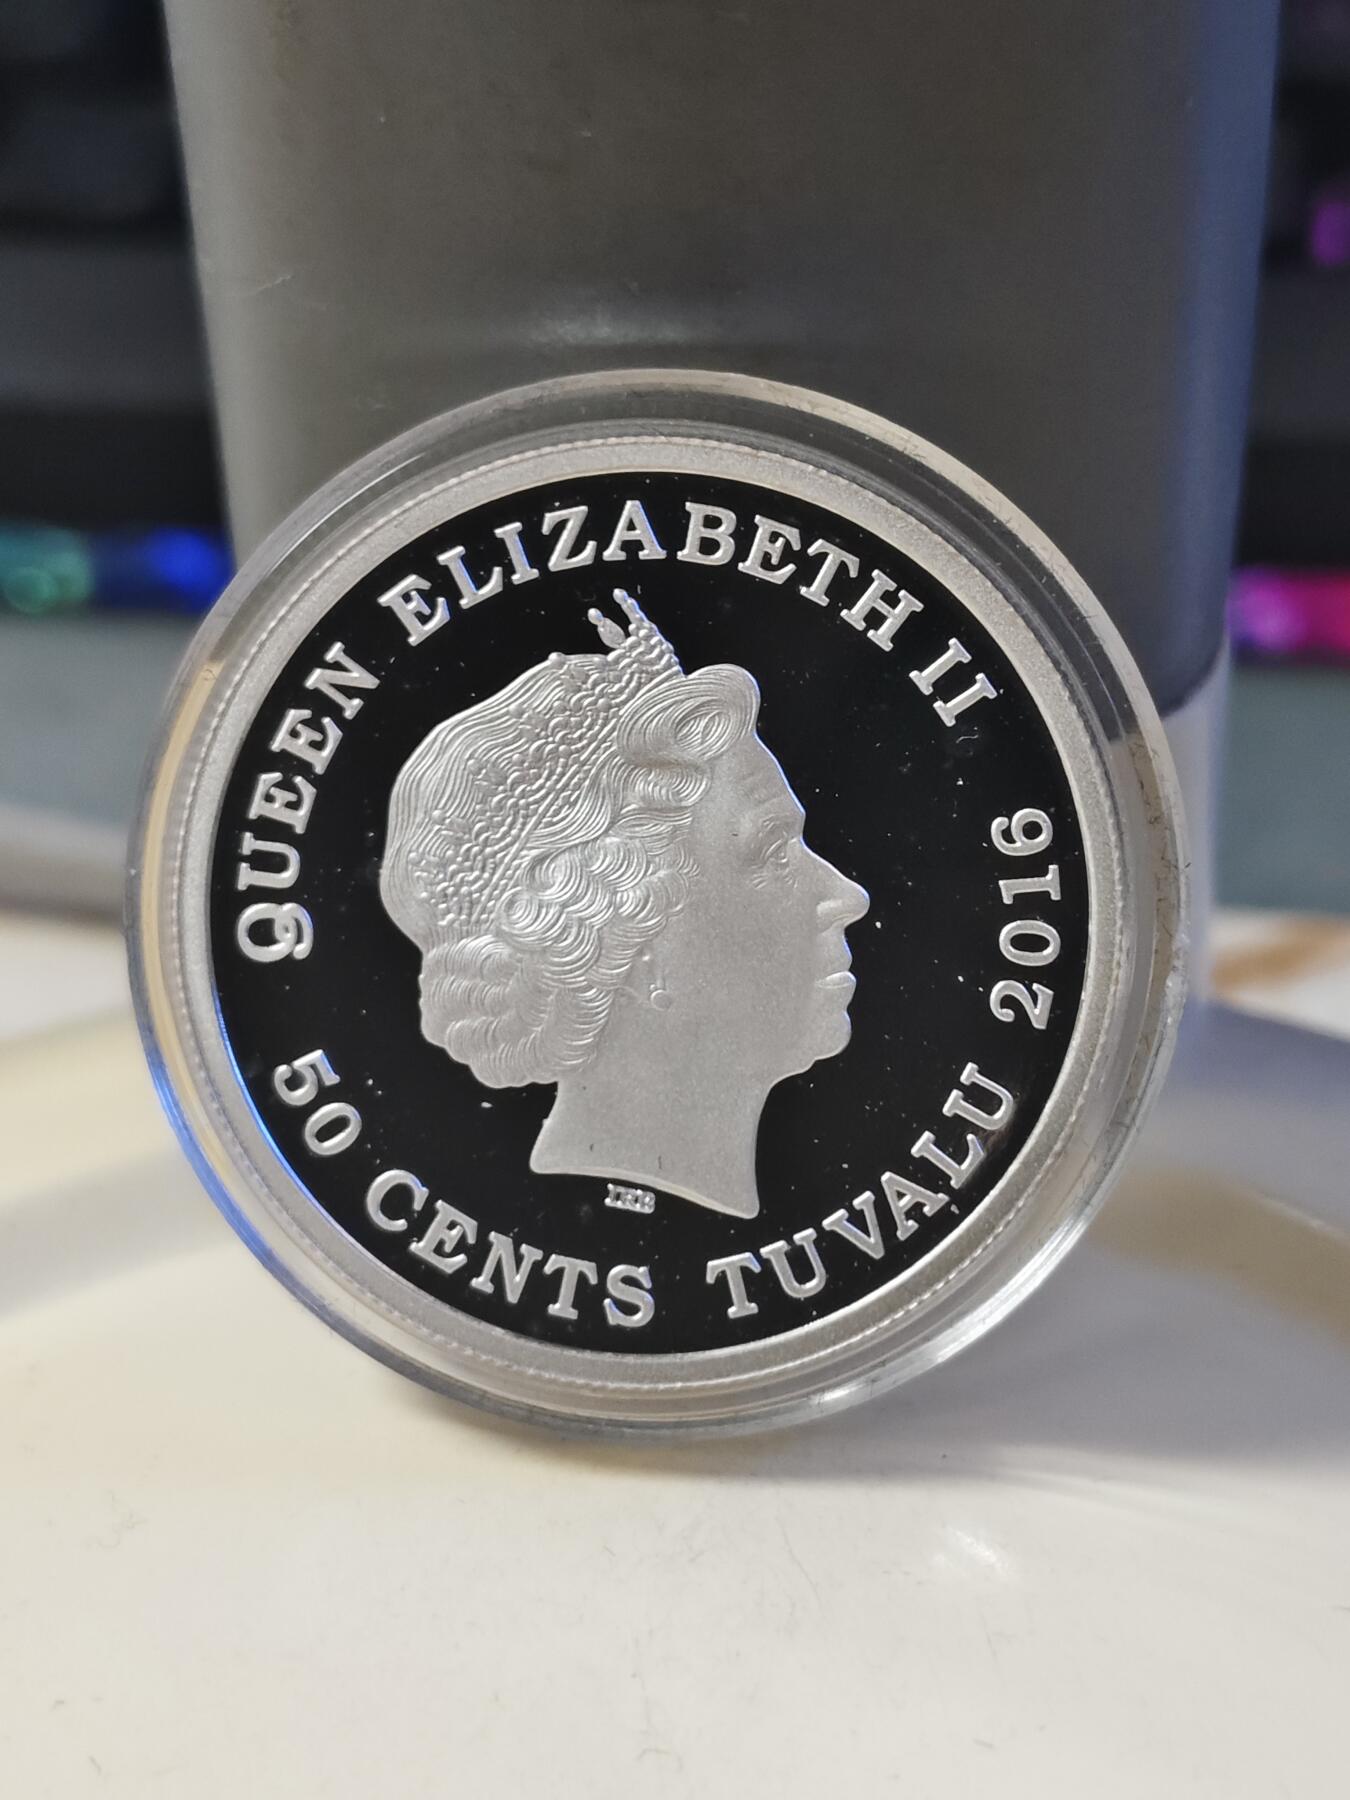 QUEEN ELIZABETH II
50 CENTS TUVALU 2016
IRB